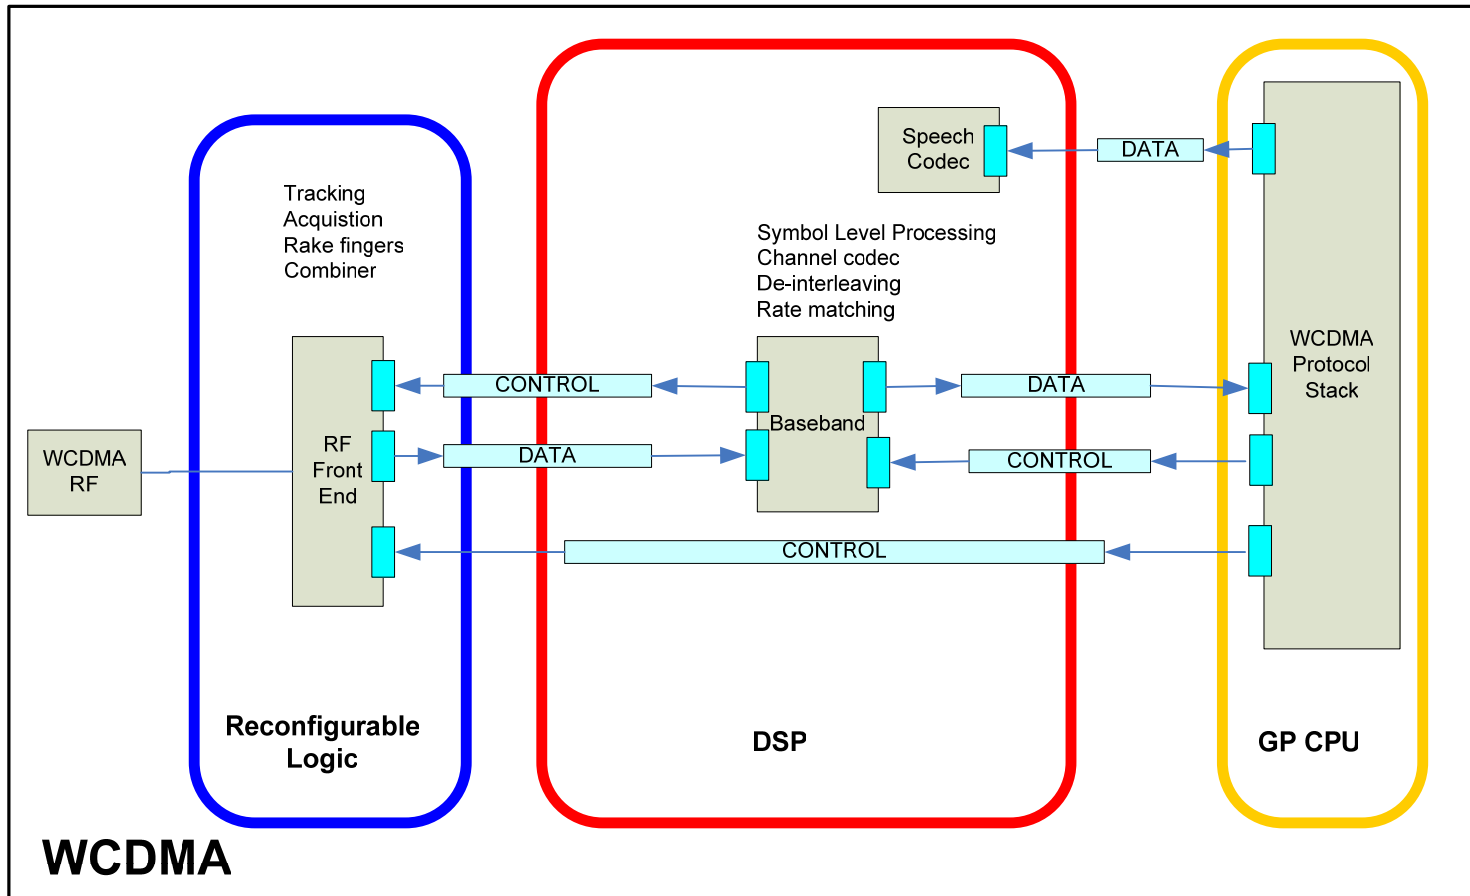 Tracking
Acquistion
Rake fingers
Combiner
Speech
Codec
DATA
Symbol Level Processing
Channel codec
De-interleaving
Rate matching
WCDMA
RF
RF
Front
End
CONTROL
DATA
Baseband
DATA
CONTROL
CONTROL
WCDMA
Protocol
Stack
Reconfigurable
Logic
DSP
GP CPU
WCDMA